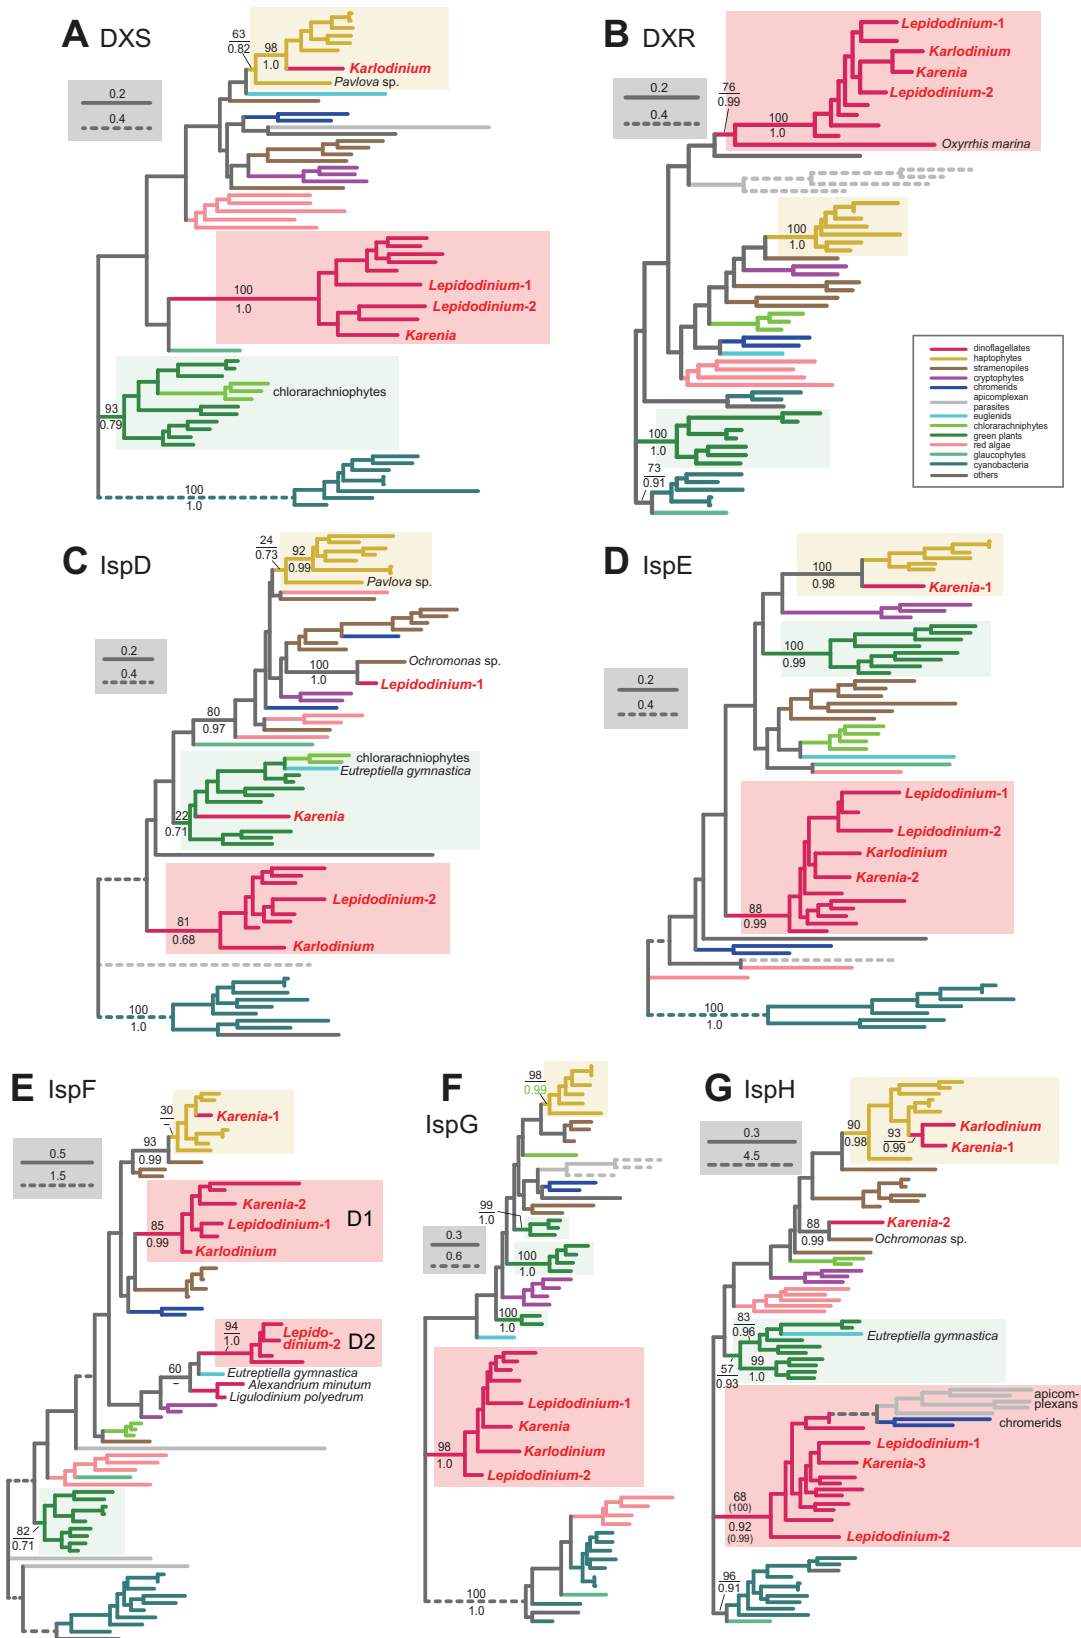 A DXS
63
0.82
98
1.0
Karlodinium
Pavlova sp.
0.2
0.4
100
1.0
Lepidodinium-1
Lepidodinium-2
Karenia
93
0.79
chlorarachniophytes
100
1.0
B DXR
Lepidodinium-1
Karlodinium
Karenia
Lepidodinium-2
0.2
0.4
76
0.99
100
1.0
Oxyrrhis marina
100
1.0
100
1.0
73
0.91
dinoflagellates
haptophytes
stramenopiles
cryptophytes
chromerids
apicomplexan
parasites
euglenids
chlorarachniphytes
green plants
red algae
glaucophytes
cyanobacteria
others
C IspD
24
0.73
92
0.99
Pavlova sp.
0.2
0.4
100
1.0
Ochromonas sp.
Lepidodinium-1
80
0.97
chlorarachniophytes
Eutreptiella gymnastica
22
0.71
Karenia
Lepidodinium-2
81
0.68
Karlodinium
100
1.0
D IspE
100
0.98
Karenia-1
100
0.99
0.2
0.4
Lepidodinium-1
Lepidodinium-2
Karlodinium
Karenia-2
88
0.99
100
1.0
E IspF
30
–
Karenia-1
93
0.99
0.5
1.5
Karenia-2
Lepidodinium-1
D1
85
0.99
Karlodinium
94
1.0
Lepido-
dinium-2
D2
60
–
Eutreptiella gymnastica
Alexandrium minutum
Ligulodinium polyedrum
82
0.71
F
IspG
98
0.99
99
1.0
0.3
0.6
100
1.0
100
1.0
Lepidodinium-1
Karenia
98
1.0
Karlodinium
Lepidodinium-2
100
1.0
G IspH
0.3
4.5
90
0.98
93
0.99
Karlodinium
Karenia-1
88
0.99
Karenia-2
Ochromonas sp.
83
0.96
Eutreptiella gymnastica
57
0.93
99
1.0
apicom-
plexans
chromerids
Lepidodinium-1
Karenia-3
68
(100)
0.92
(0.99)
Lepidodinium-2
96
0.91